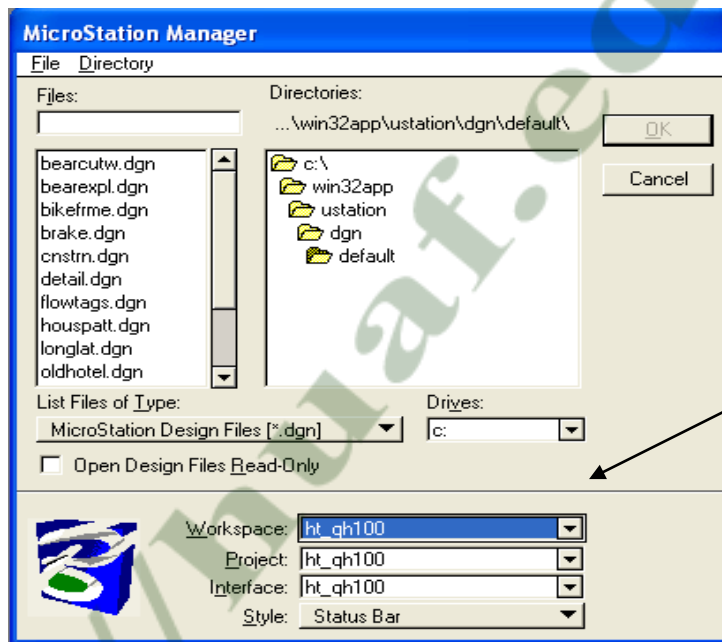 MicroStation Manager
File Directory
Files:
Directories:
...\win32app\ustation\dgn\default\
OK
Cancel
bearcutw.dgn
bearexpl.dgn
bikefrme.dgn
brake.dgn
cnstrn.dgn
detail.dgn
flowtags.dgn
houspatt.dgn
longlat.dgn
oldhotel.dgn
c:\
win32app
ustation
dgn
default
List Files of Type:
MicroStation Design Files [*.dgn]
Drives:
c:
Open Design Files Read-Only
Workspace: ht_qh100
Project: ht_qh100
Interface: ht_qh100
Style: Status Bar
//huaf.ed